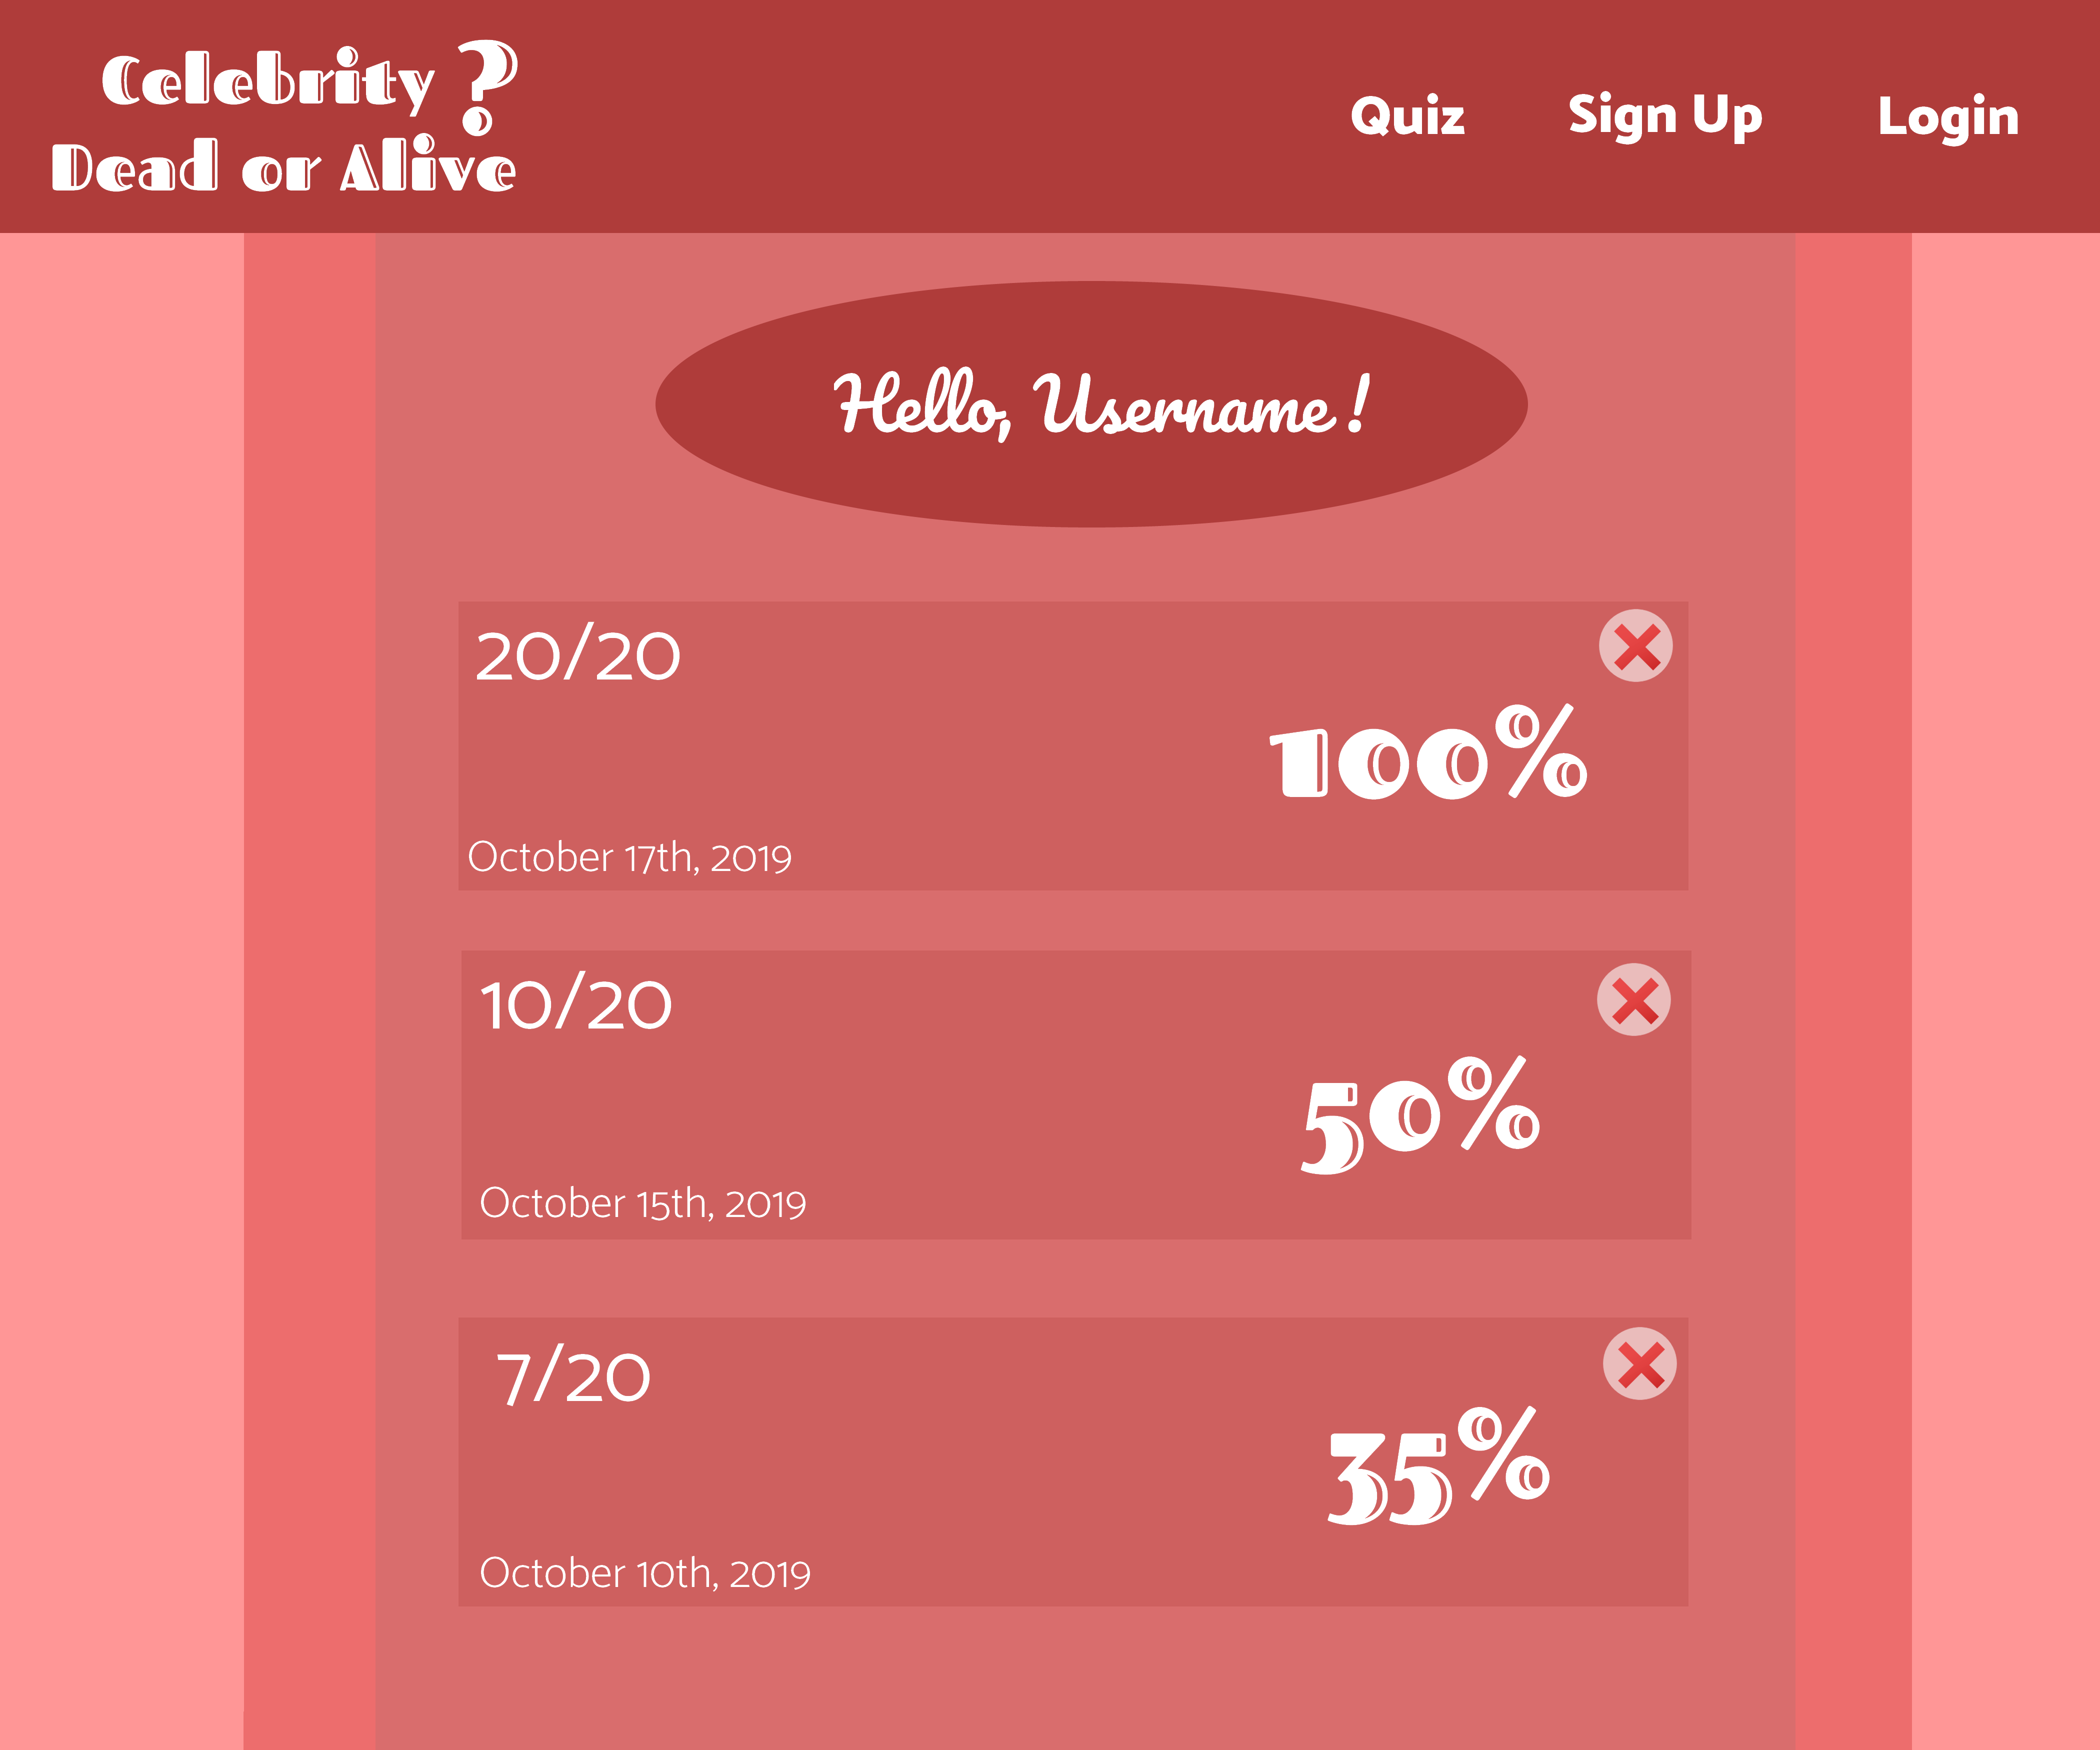 Celebrity ?
Dead or Alive
Quiz
Sign Up
Login
Hello, Username!
20/20
100%
October 17th, 2019
10/20
50%
October 15th, 2019
7/20
35%
October 10th, 2019